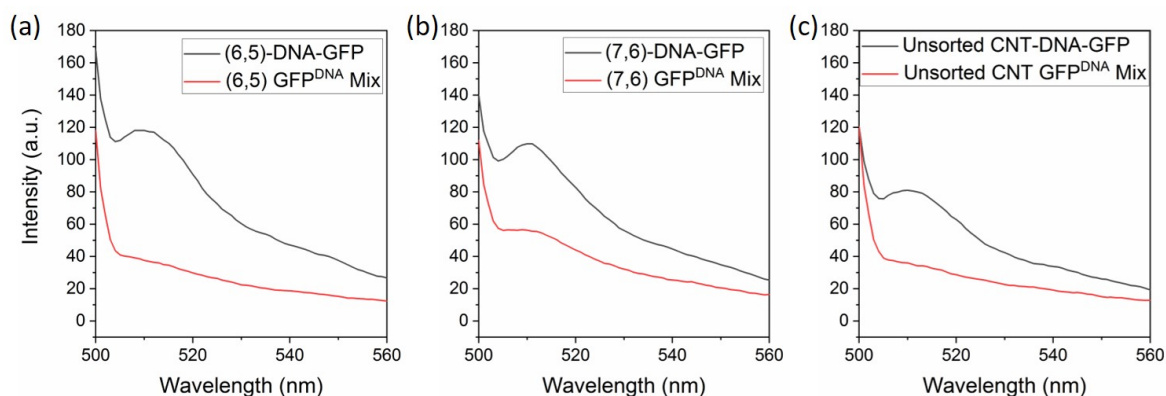 (a)
180
160
140
120
100
80
60
40
20
0
Intensity (a.u.)
(6,5)-DNA-GFP
(6,5) GFPᴰᴺᴬ Mix
500 520 540 560
Wavelength (nm)
(b)
180
160
140
120
100
80
60
40
20
0
(7,6)-DNA-GFP
(7,6) GFPᴰᴺᴬ Mix
500 520 540 560
Wavelength (nm)
(c)
180
160
140
120
100
80
60
40
20
0
Unsorted CNT-DNA-GFP
Unsorted CNT GFPᴰᴺᴬ Mix
500 520 540 560
Wavelength (nm)